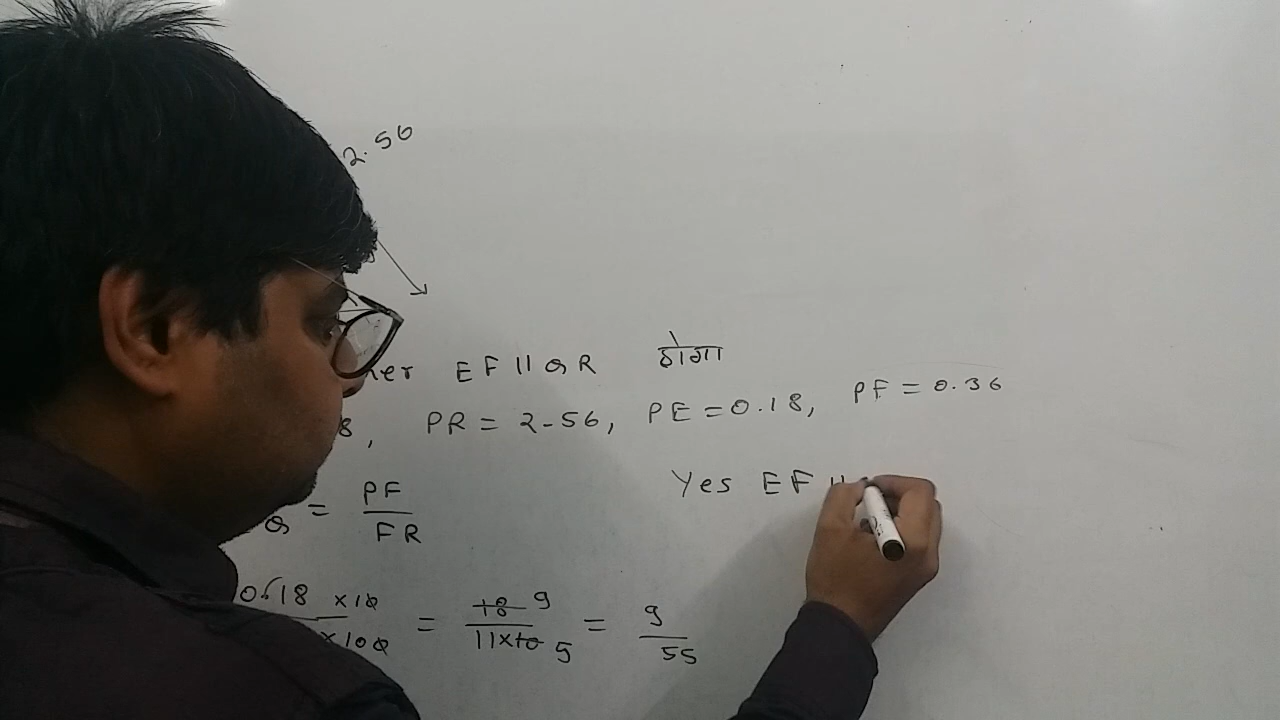 2.56
EF || QR होगा
8, PR = 2-56, PE = 0.18, PF = 0.36
Yes EF ||
Q = PF / FR
0.18 × 10 / × 100 = 18 9 / 11×10 5 = 9 / 55